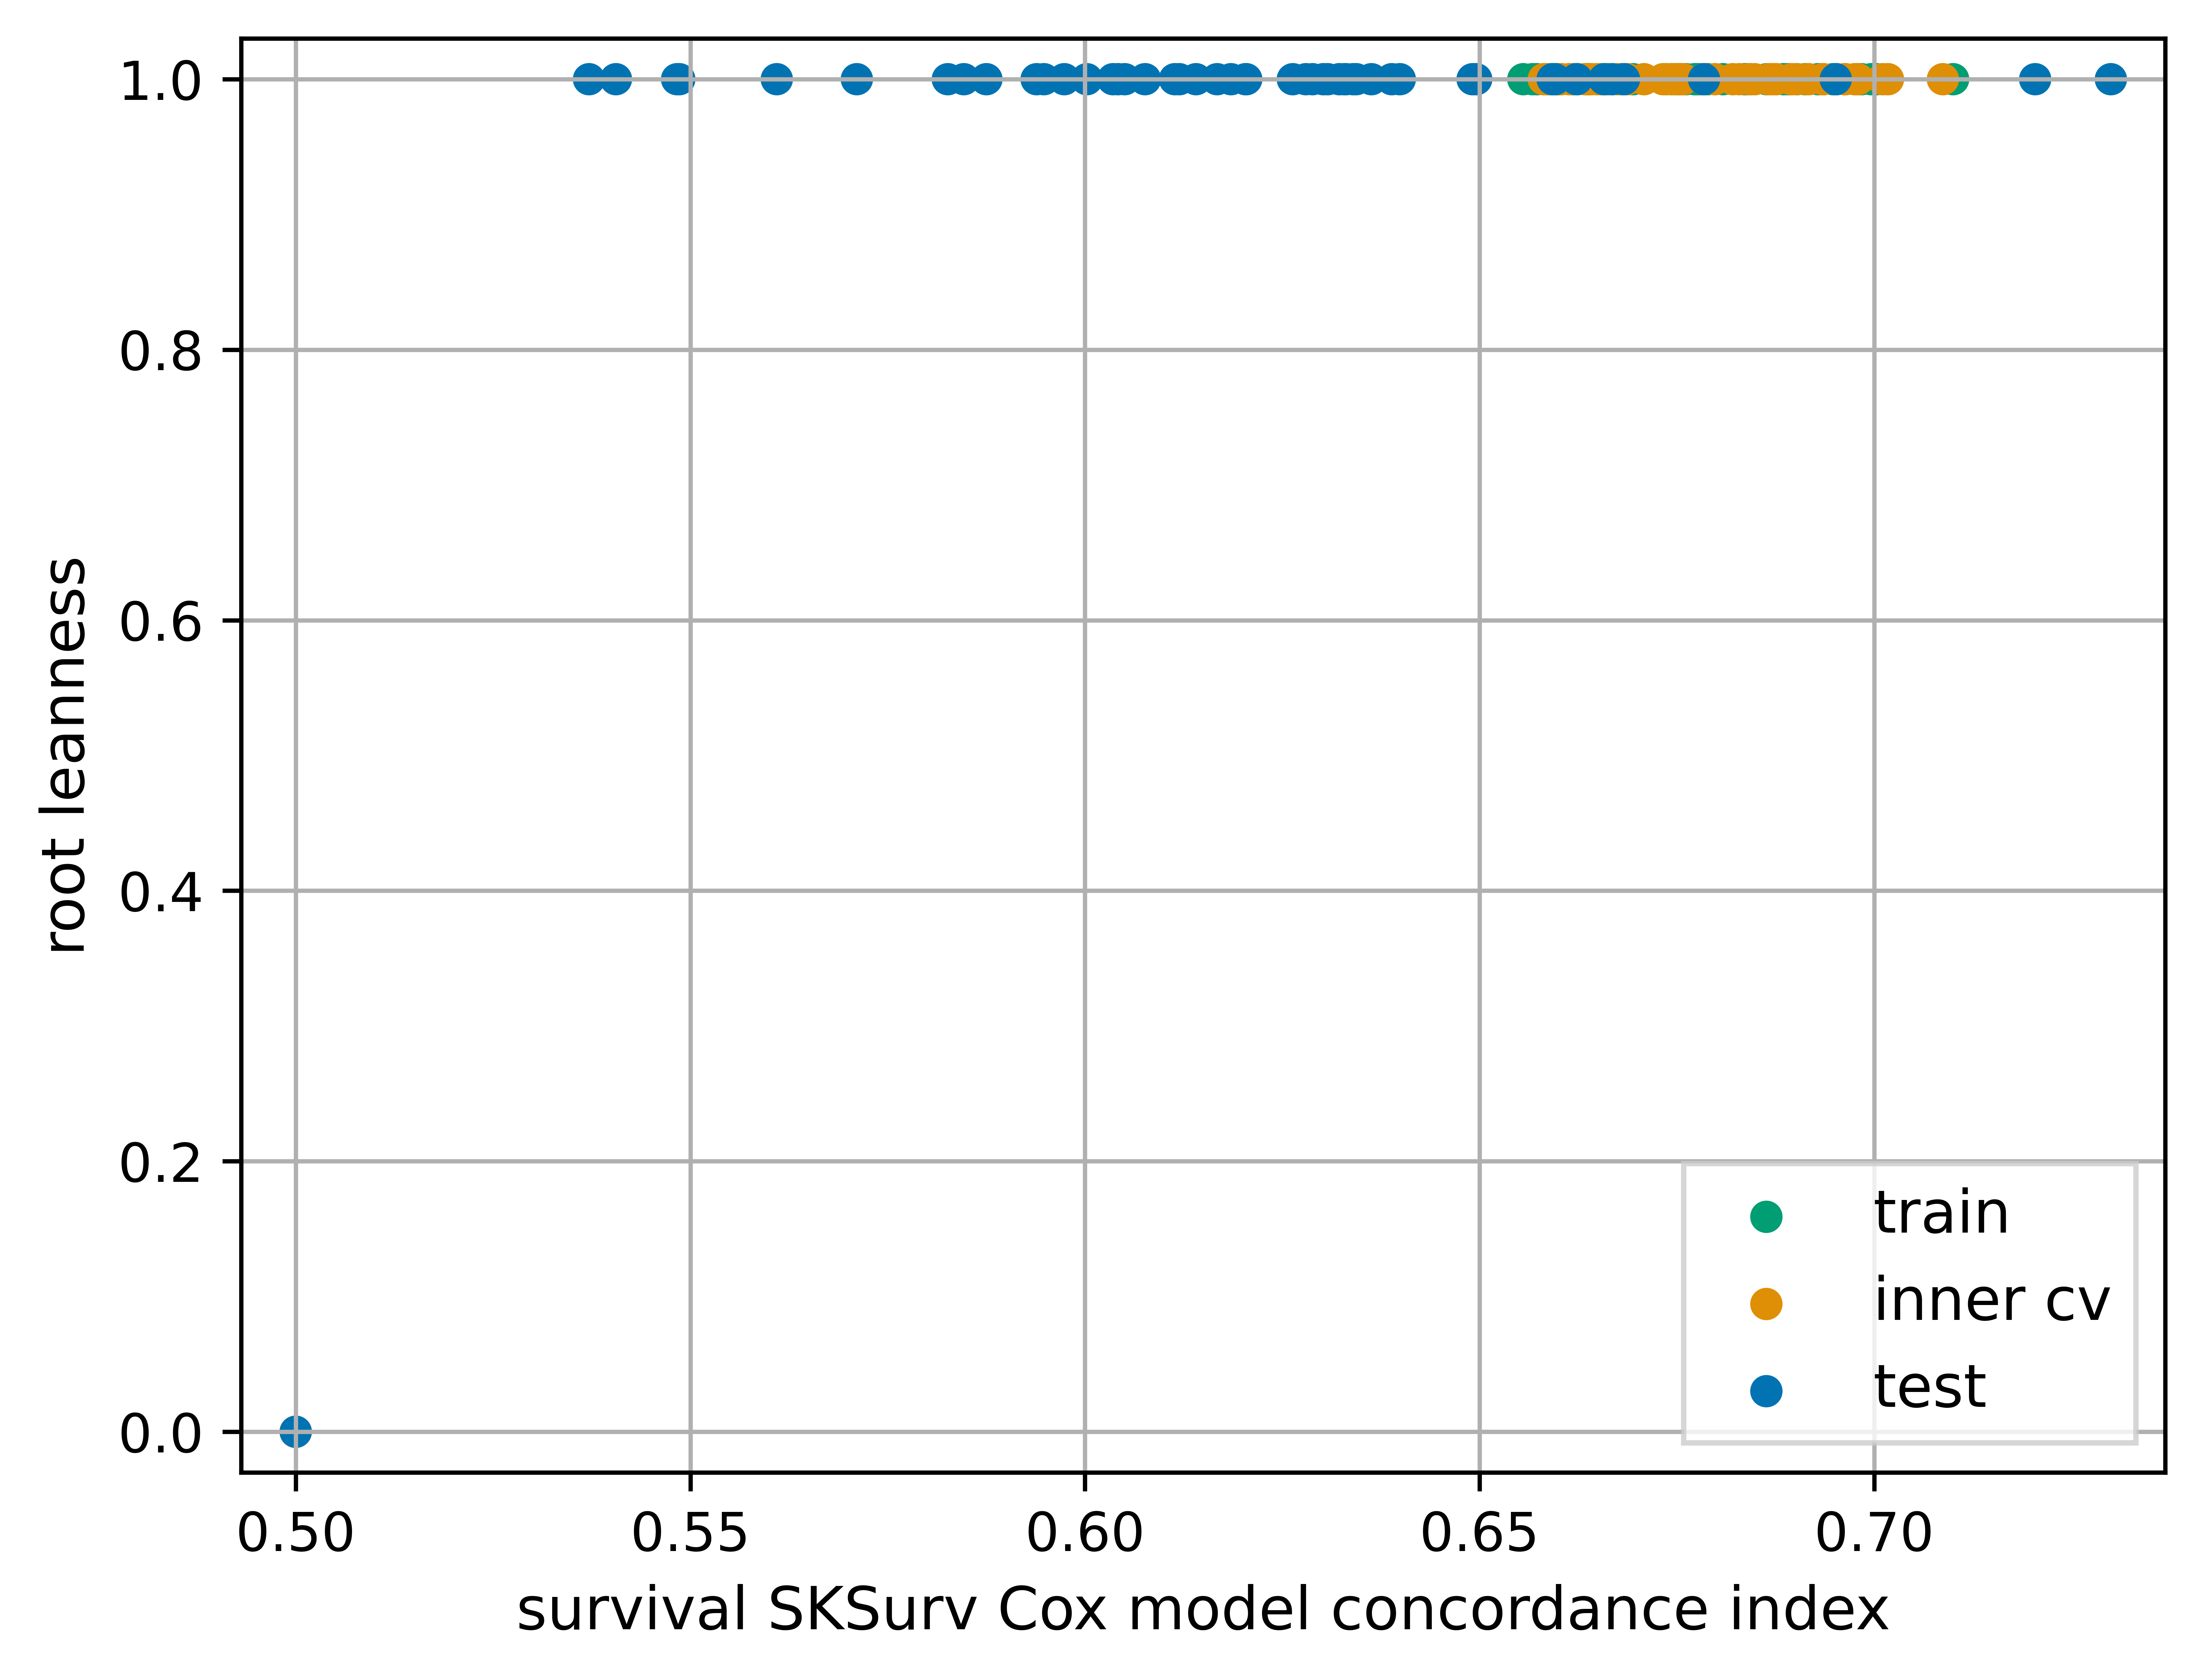 1.0
0.8
0.6
0.4
0.2
0.0
root leanness
train
inner cv
test
0.50 0.55 0.60 0.65 0.70
survival SKSurv Cox model concordance index